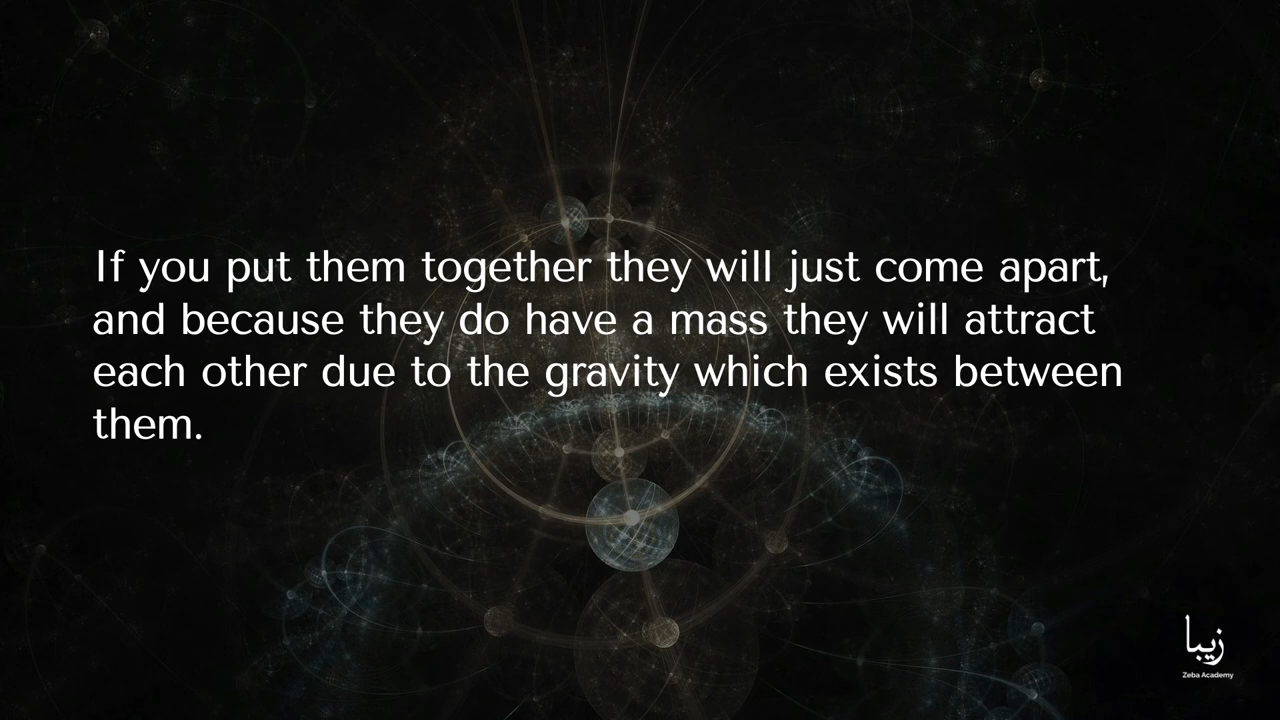 If you put them together they will just come apart,
and because they do have a mass they will attract
each other due to the gravity which exists between
them.
زيبا
Zeba Academy